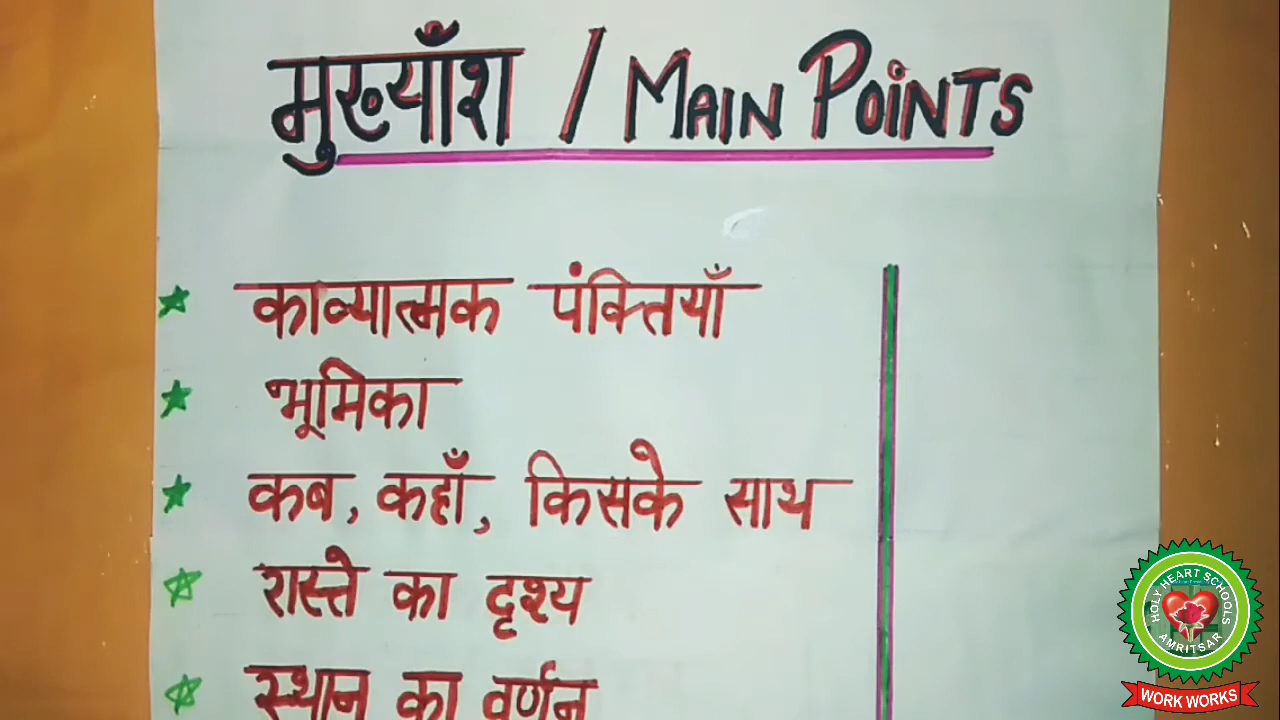 मुख्याँश / MAIN POINTS
काव्यात्मक पंक्तियाँ
भूमिका
कब, कहाँ, किसके साथ
रास्ते का दृश्य
स्थान का वर्णन
HOLY HEART SCHOOLS
AMRITSAR
WORK WORKS